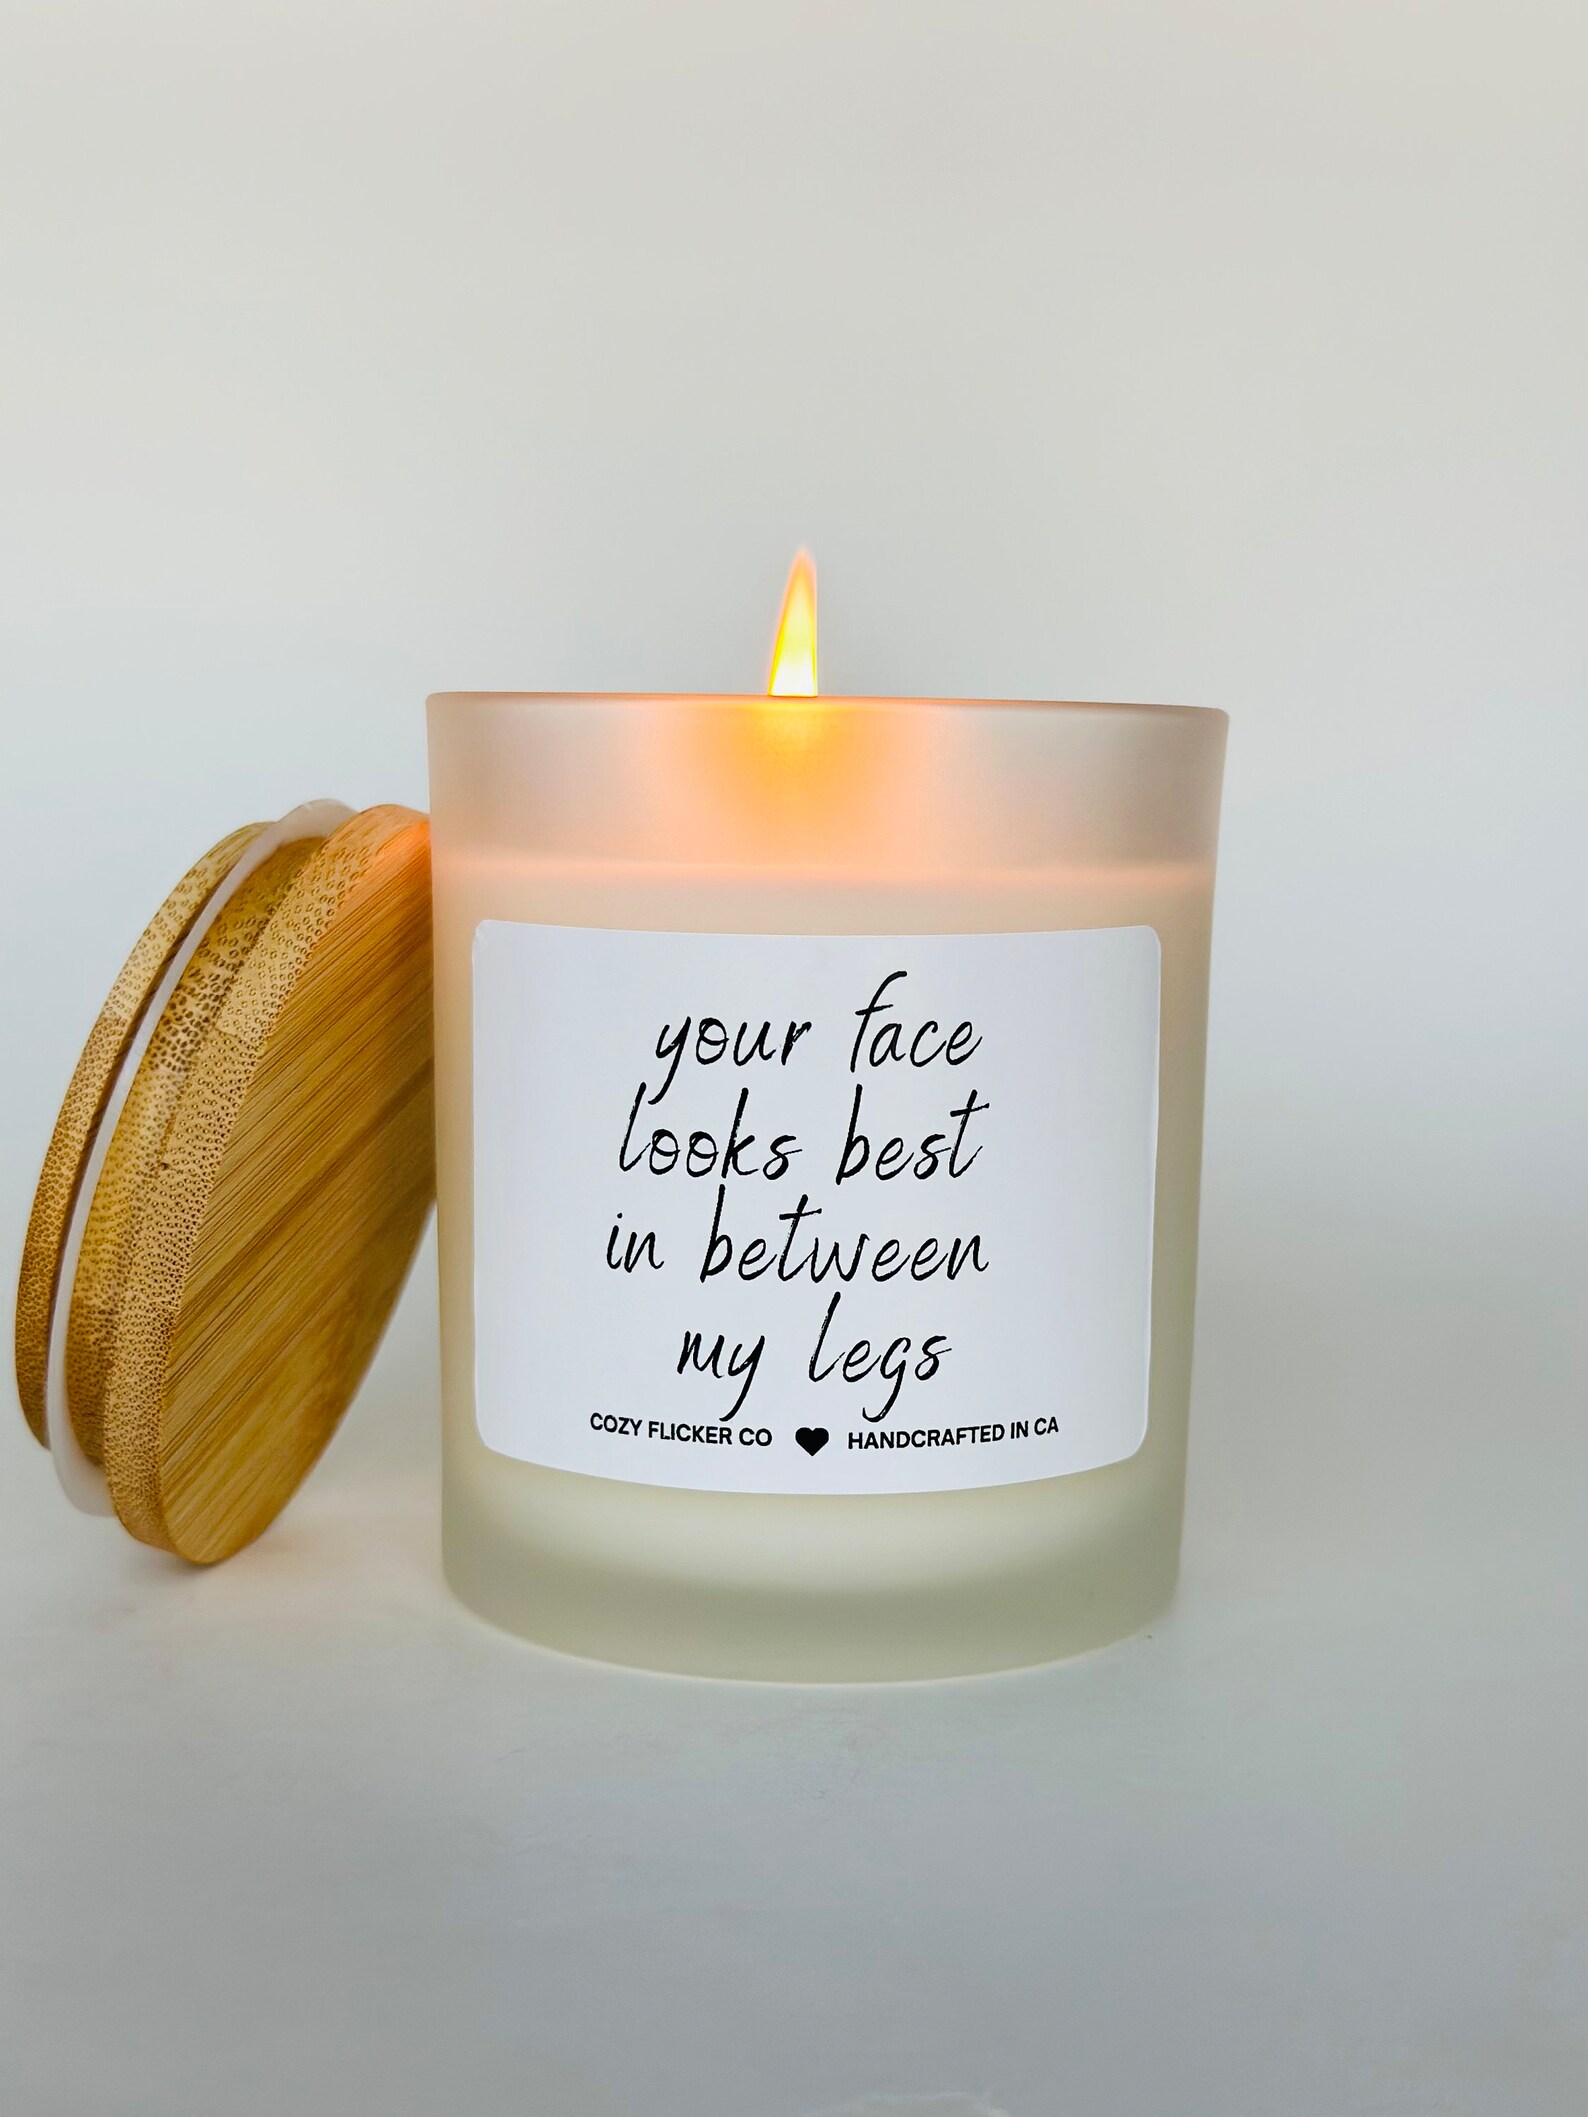 your face
looks best
in between
my legs
COZY FLICKER CO ♥ HANDCRAFTED IN CA